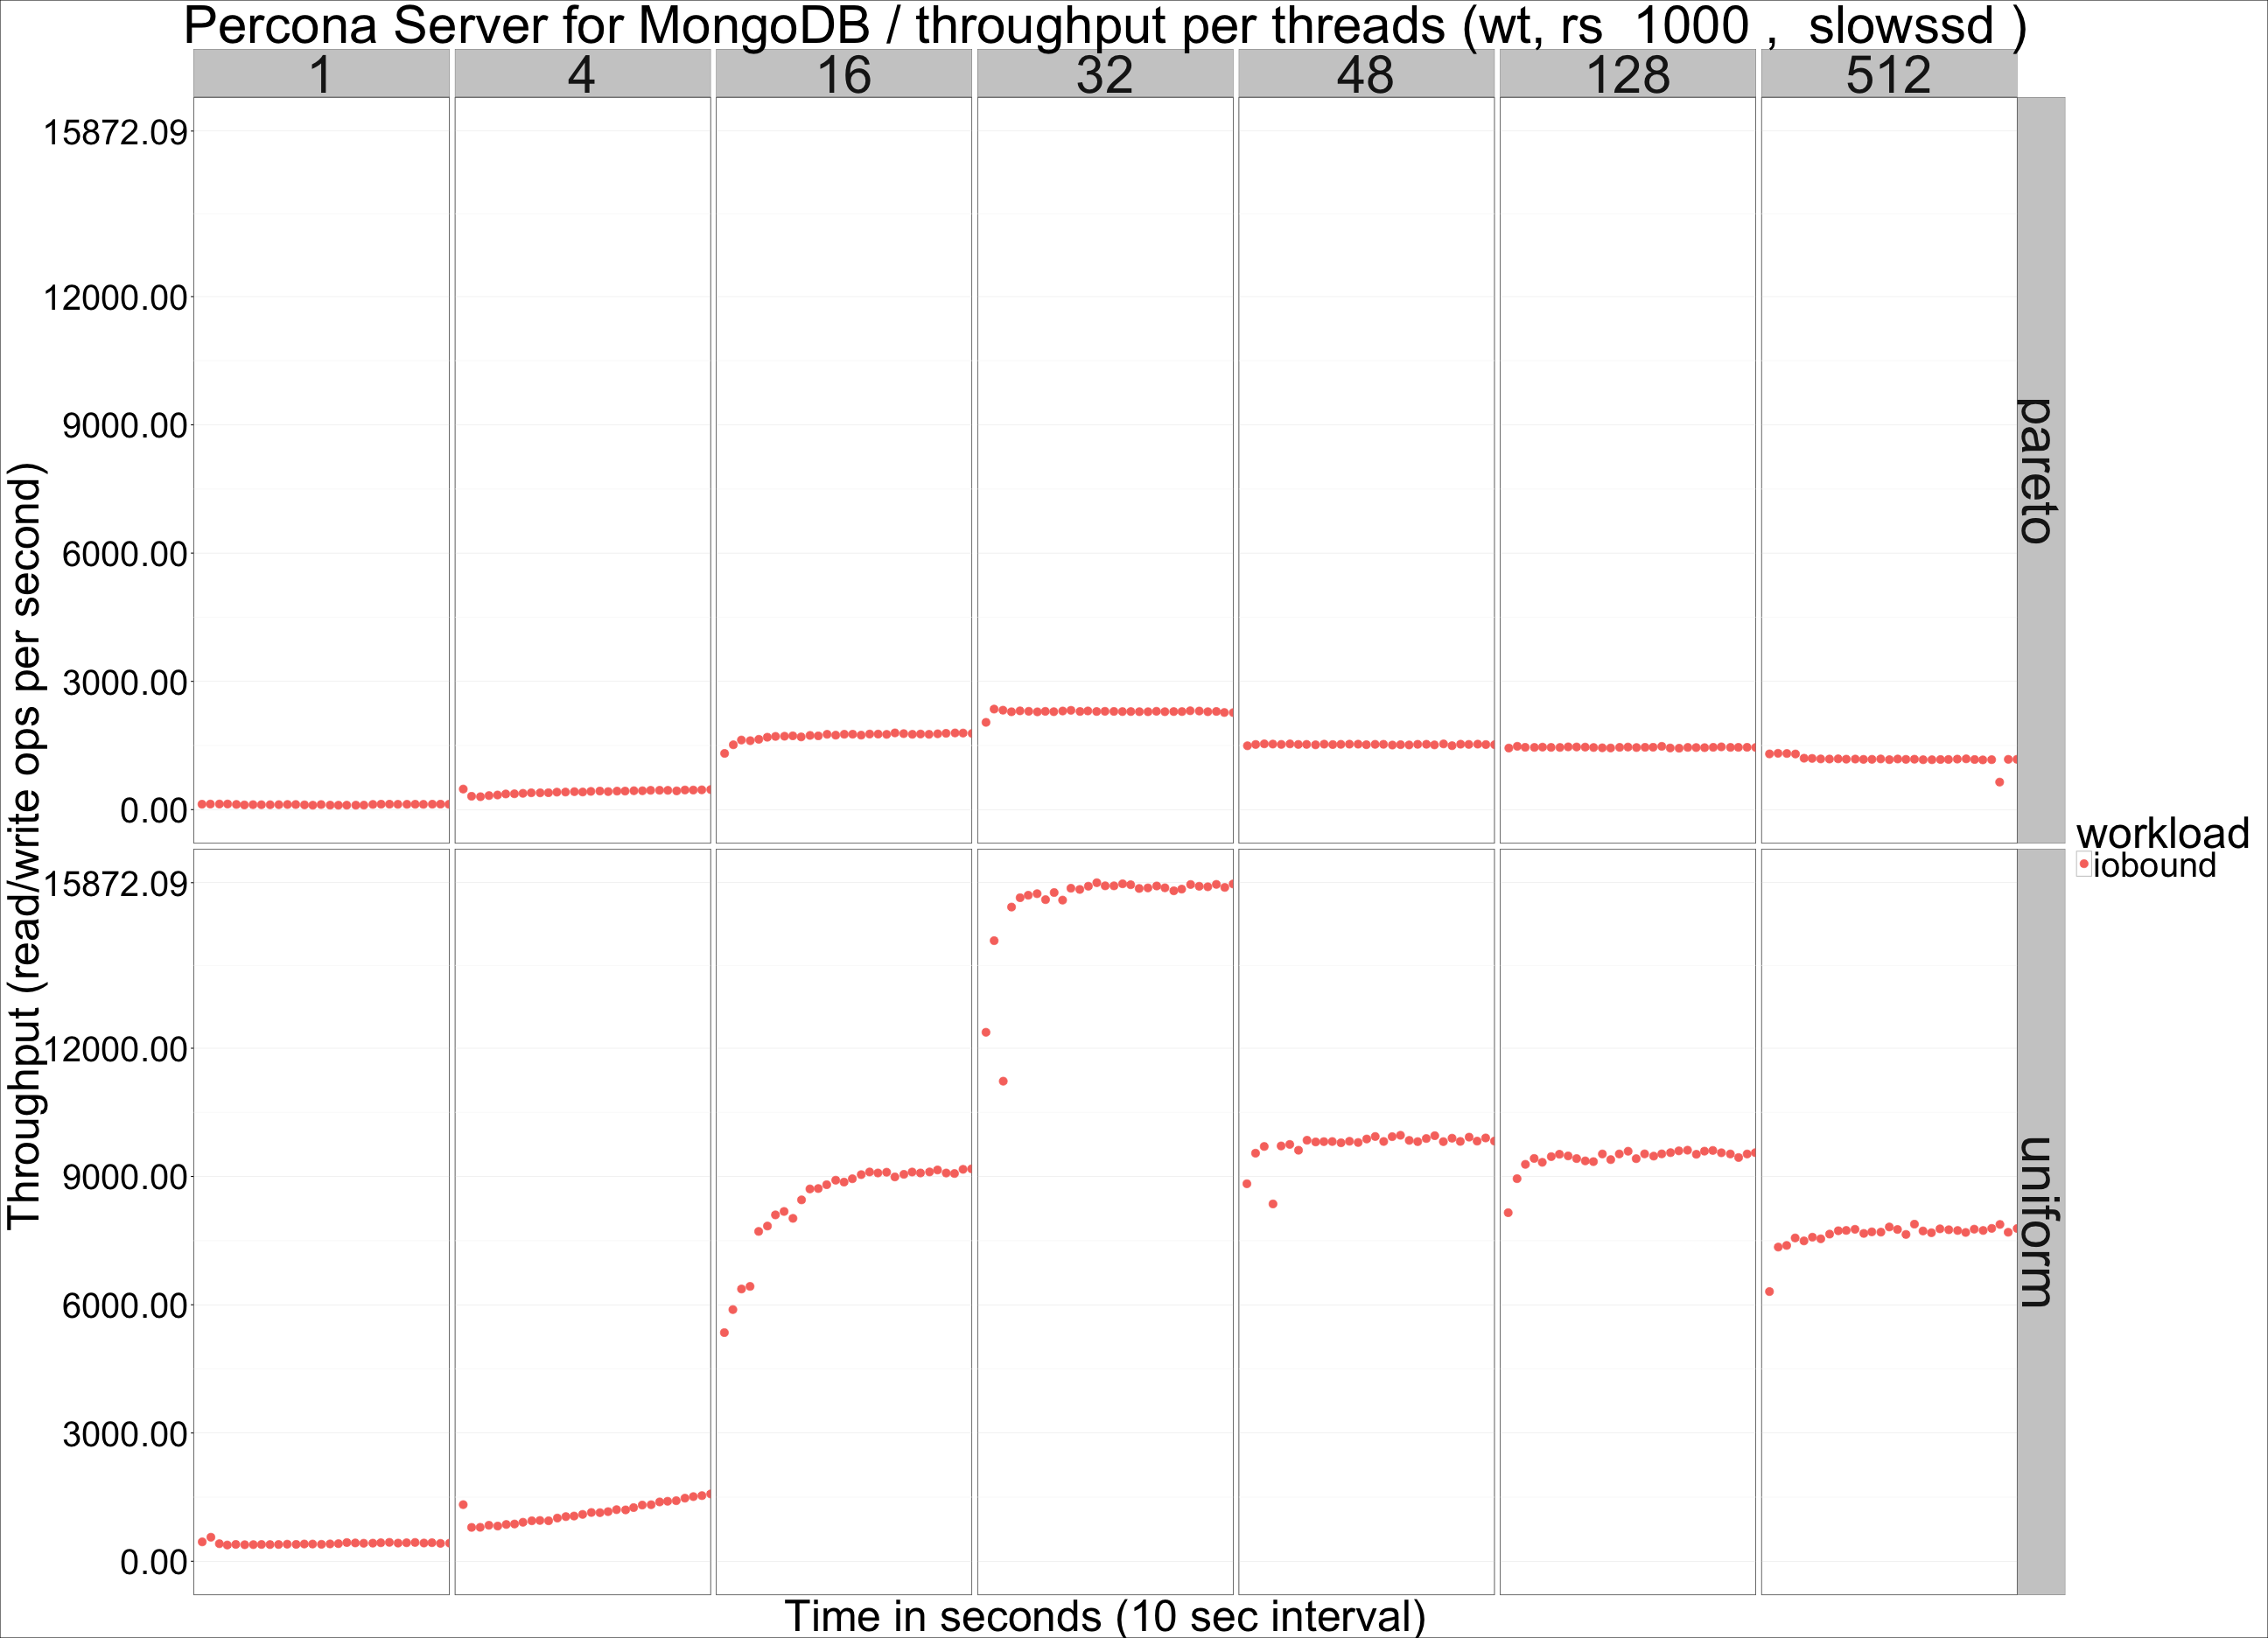 Percona Server for MongoDB / throughput per threads (wt, rs  1000 ,  slowssd )
1 4 16 32 48 128 512
15872.09
12000.00
9000.00
6000.00
3000.00
0.00
pareto
15872.09
12000.00
9000.00
6000.00
3000.00
0.00
uniform
Throughput (read/write ops per second)
Time in seconds (10 sec interval)
workload
iobound